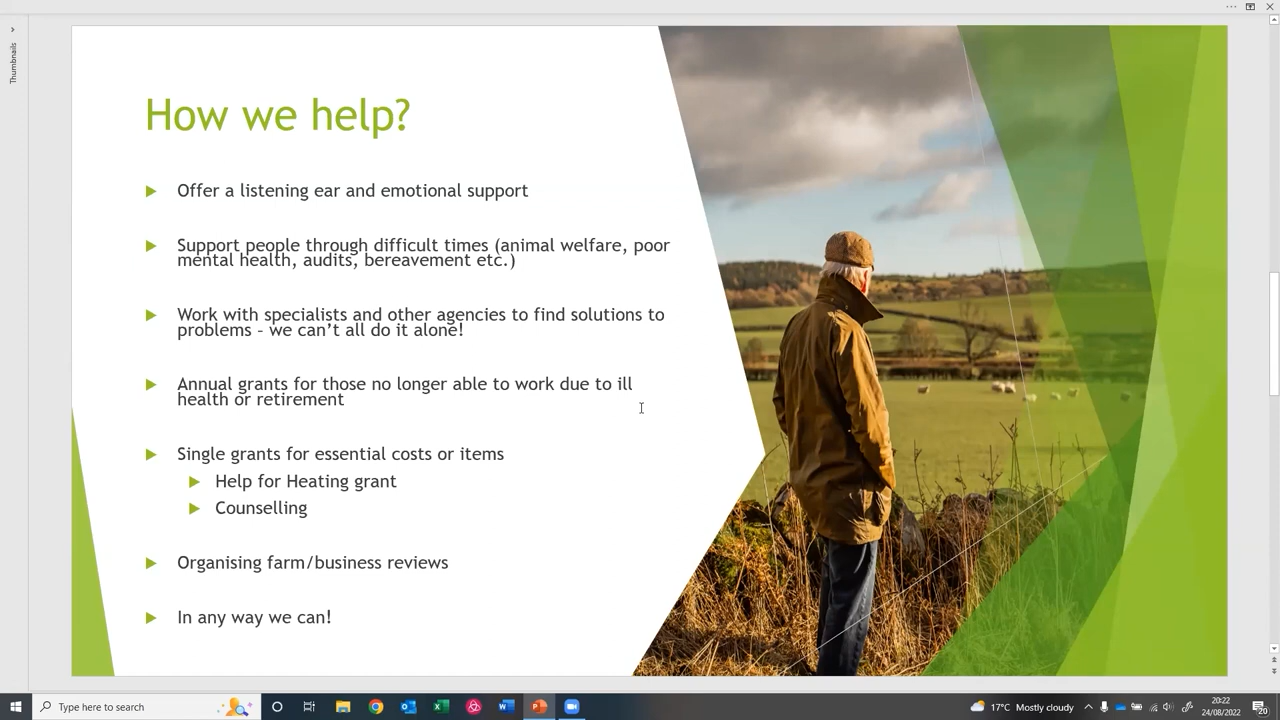 Thumbnails
How we help?
Offer a listening ear and emotional support
Support people through difficult times (animal welfare, poor
mental health, audits, bereavement etc.)
Work with specialists and other agencies to find solutions to
problems – we can't all do it alone!
Annual grants for those no longer able to work due to ill
health or retirement
Single grants for essential costs or items
Help for Heating grant
Counselling
Organising farm/business reviews
In any way we can!
Type here to search
17°C Mostly cloudy
20:22
24/08/2022
20